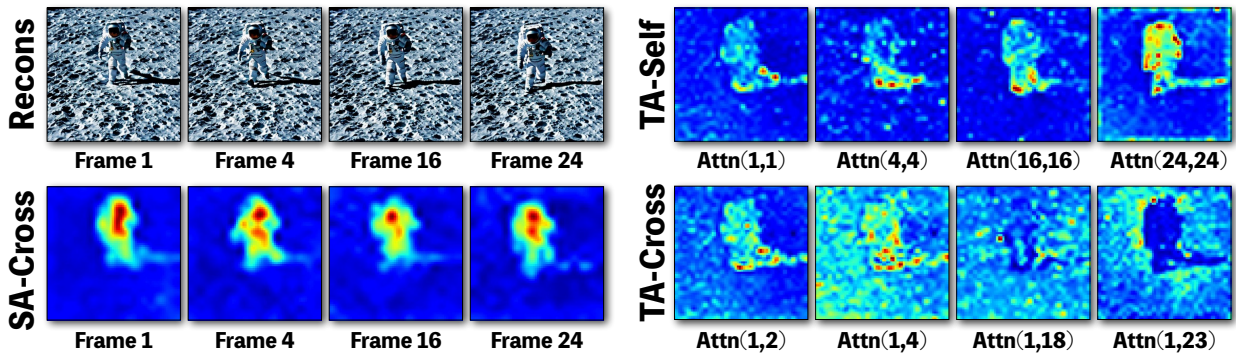 Recons
Frame 1 Frame 4 Frame 16 Frame 24
SA-Cross
Frame 1 Frame 4 Frame 16 Frame 24
TA-Self
Attn(1,1) Attn(4,4) Attn(16,16) Attn(24,24)
TA-Cross
Attn(1,2) Attn(1,4) Attn(1,18) Attn(1,23)